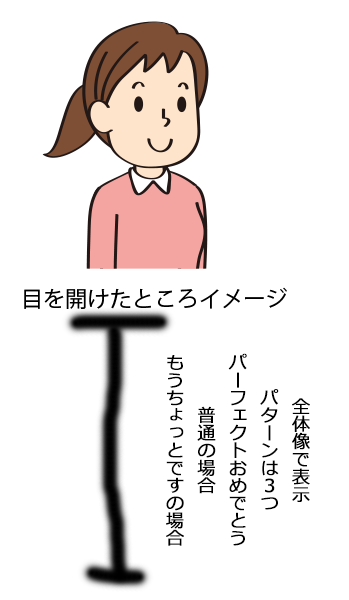 目を開けたところイメージ
全体像で表示
パターンは３つ
パーフェクトおめでとう
普通の場合
もうちょっとですの場合